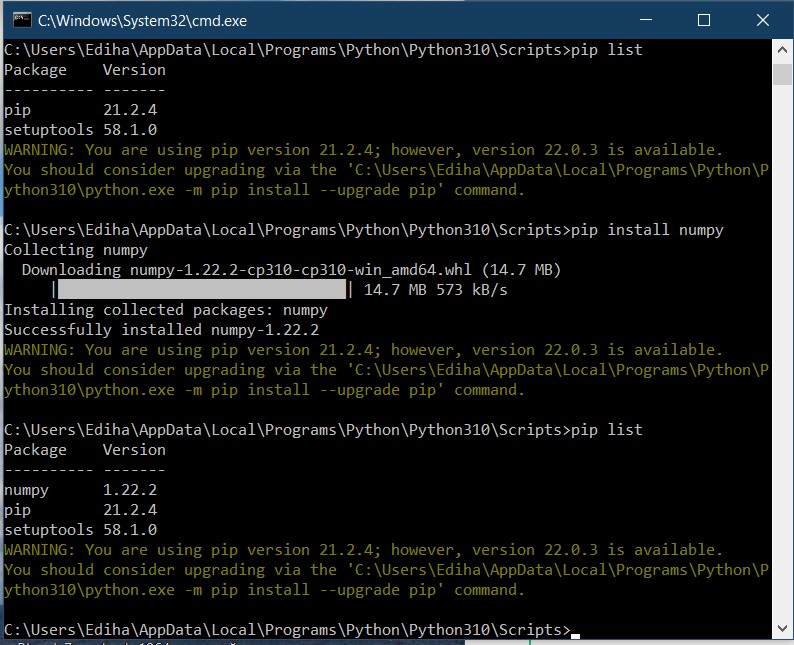 C:\Windows\System32\cmd.exe
C:\Users\Ediha\AppData\Local\Programs\Python\Python310\Scripts>pip list
Package    Version
---------- -------
pip        21.2.4
setuptools 58.1.0
WARNING: You are using pip version 21.2.4; however, version 22.0.3 is available.
You should consider upgrading via the 'C:\Users\Ediha\AppData\Local\Programs\Python\P
ython310\python.exe -m pip install --upgrade pip' command.
C:\Users\Ediha\AppData\Local\Programs\Python\Python310\Scripts>pip install numpy
Collecting numpy
  Downloading numpy-1.22.2-cp310-cp310-win_amd64.whl (14.7 MB)
     |████████████████████████████████| 14.7 MB 573 kB/s
Installing collected packages: numpy
Successfully installed numpy-1.22.2
WARNING: You are using pip version 21.2.4; however, version 22.0.3 is available.
You should consider upgrading via the 'C:\Users\Ediha\AppData\Local\Programs\Python\P
ython310\python.exe -m pip install --upgrade pip' command.
C:\Users\Ediha\AppData\Local\Programs\Python\Python310\Scripts>pip list
Package    Version
---------- -------
numpy      1.22.2
pip        21.2.4
setuptools 58.1.0
WARNING: You are using pip version 21.2.4; however, version 22.0.3 is available.
You should consider upgrading via the 'C:\Users\Ediha\AppData\Local\Programs\Python\P
ython310\python.exe -m pip install --upgrade pip' command.
C:\Users\Ediha\AppData\Local\Programs\Python\Python310\Scripts>